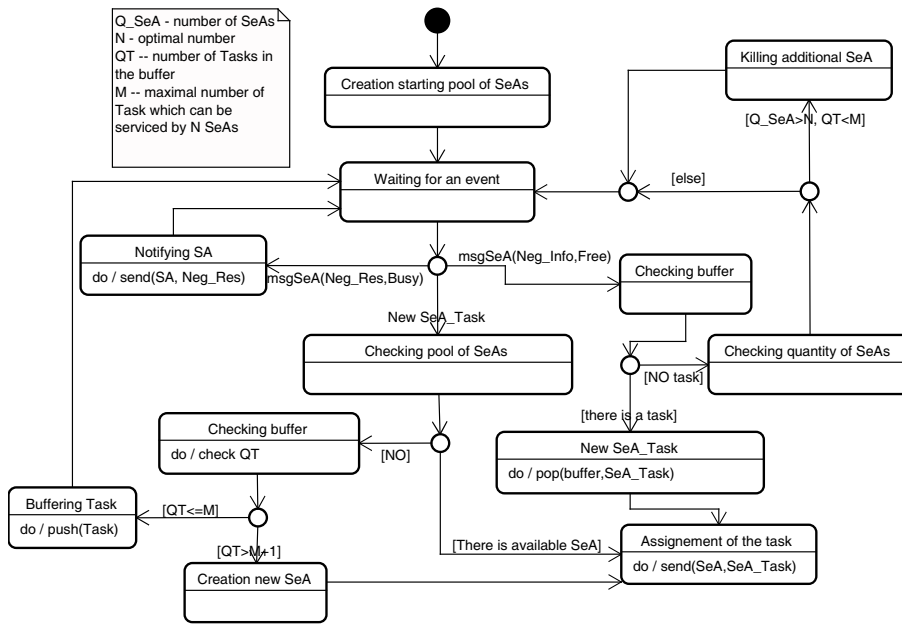 Q_SeA - number of SeAs
N - optimal number
QT -- number of Tasks in
the buffer
M -- maximal number of
Task which can be
serviced by N SeAs
Creation starting pool of SeAs
Killing additional SeA
[Q_SeA>N, QT<M]
Waiting for an event
[else]
Notifying SA
do / send(SA, Neg_Res)
msgSeA(Neg_Res,Busy)
msgSeA(Neg_Info,Free)
Checking buffer
New SeA_Task
Checking pool of SeAs
Checking quantity of SeAs
[NO task]
[there is a task]
Checking buffer
do / check QT
[NO]
New SeA_Task
do / pop(buffer,SeA_Task)
Buffering Task
do / push(Task)
[QT<=M]
[QT>M+1]
[There is available SeA]
Assignement of the task
do / send(SeA,SeA_Task)
Creation new SeA